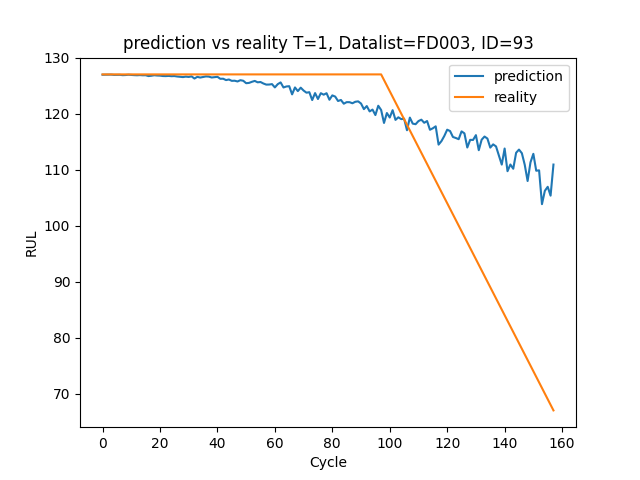 prediction vs reality T=1, Datalist=FD003, ID=93
prediction
reality
130
120
110
100
90
80
70
RUL
0 20 40 60 80 100 120 140 160
Cycle